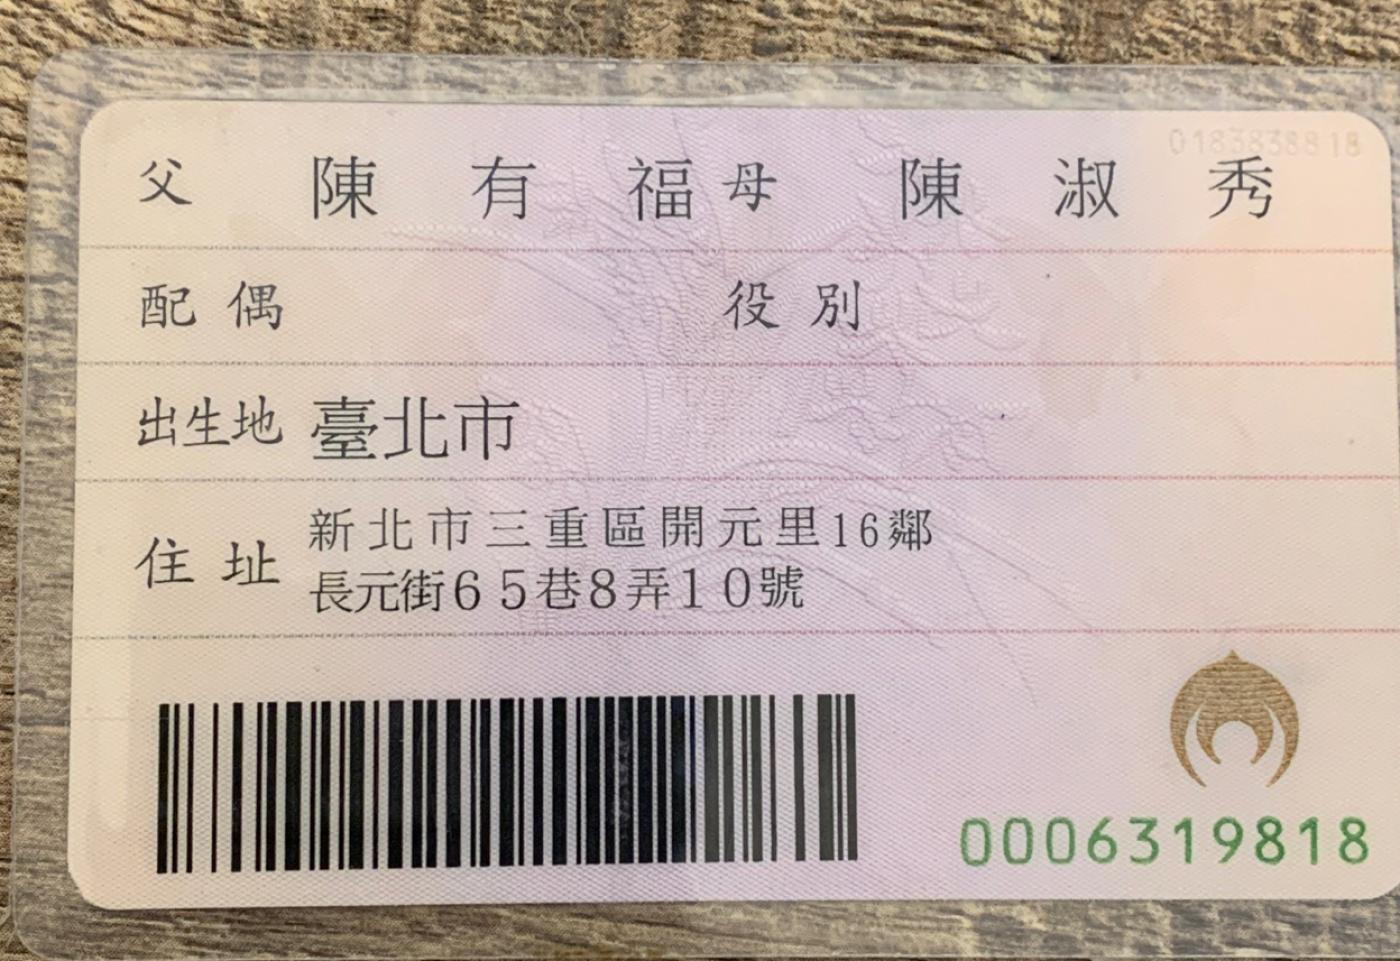 0183838818
父 陳有福 母 陳淑秀
配偶 役別
出生地 臺北市
住址 新北市三重區開元里16鄰
長元街65巷8弄10號
0006319818